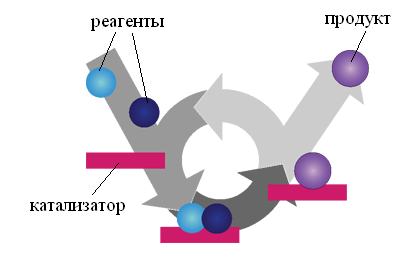 реагенты
продукт
катализатор